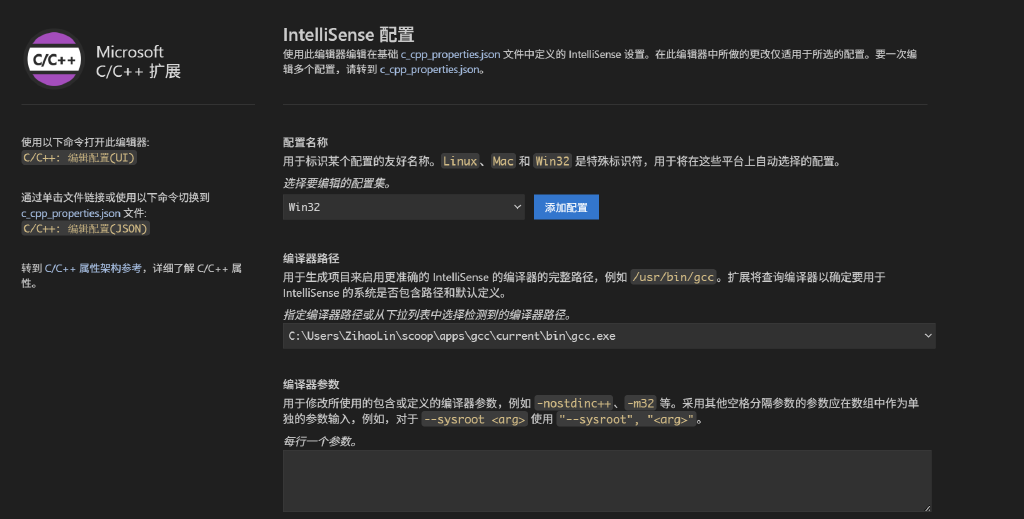 C/C++
Microsoft
C/C++ 扩展
使用以下命令打开此编辑器:
C/C++: 编辑配置(UI)
通过单击文件链接或使用以下命令切换到
c_cpp_properties.json 文件:
C/C++: 编辑配置(JSON)
转到 C/C++ 属性架构参考，详细了解 C/C++ 属
性。
IntelliSense 配置
使用此编辑器编辑在基础 c_cpp_properties.json 文件中定义的 IntelliSense 设置。在此编辑器中所做的更改仅适用于所选的配置。要一次编
辑多个配置，请转到 c_cpp_properties.json。
配置名称
用于标识某个配置的友好名称。Linux、Mac 和 Win32 是特殊标识符，用于将在这些平台上自动选择的配置。
选择要编辑的配置集。
Win32
添加配置
编译器路径
用于生成项目来启用更准确的 IntelliSense 的编译器的完整路径，例如 /usr/bin/gcc。扩展将查询编译器以确定要用于
IntelliSense 的系统是否包含路径和默认定义。
指定编译器路径或从下拉列表中选择检测到的编译器路径。
C:\Users\ZihaoLin\scoop\apps\gcc\current\bin\gcc.exe
编译器参数
用于修改所使用的包含或定义的编译器参数，例如 -nostdinc++、-m32 等。采用其他空格分隔参数的参数应在数组中作为单
独的参数输入，例如，对于 --sysroot <arg> 使用 "--sysroot", "<arg>"。
每行一个参数。